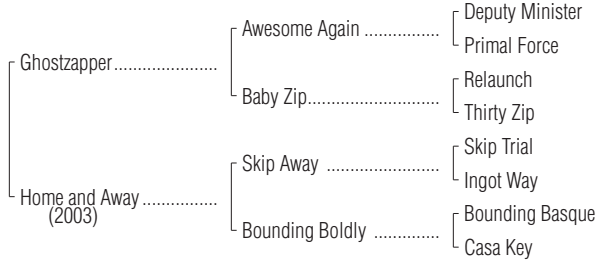 Deputy Minister
Awesome Again ................
Primal Force
Ghostzapper......................
Relaunch
Baby Zip............................
Thirty Zip
Skip Trial
Skip Away ........................
Ingot Way
Home and Away ................
(2003)
Bounding Basque
Bounding Boldly ..............
Casa Key